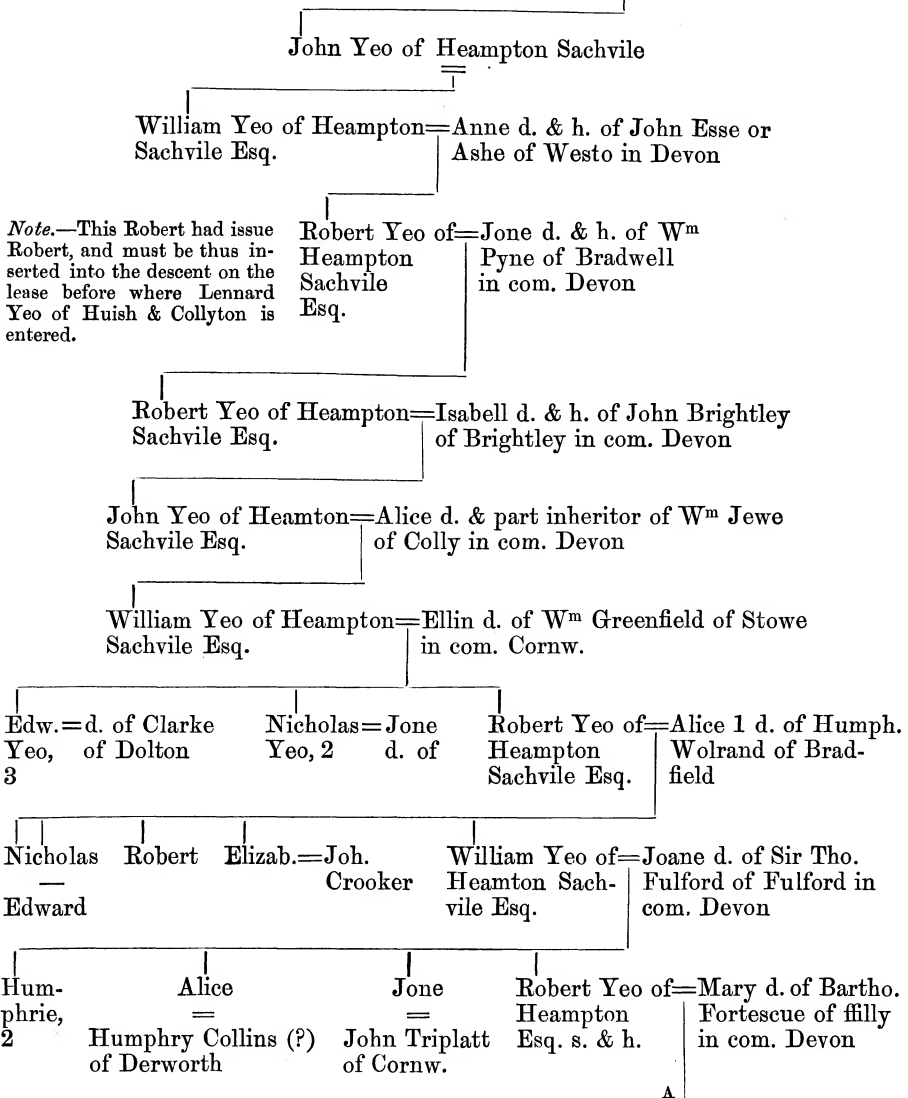 John Yeo of Heampton Sachvile
=
William Yeo of Heampton=Anne d. & h. of John Esse or
Sachvile Esq.
Ashe of Westo in Devon
Note.—This Robert had issue
Robert, and must be thus in-
serted into the descent on the
lease before where Lennard
Yeo of Huish & Collyton is
entered.
Robert Yeo of=Jone d. & h. of Wm
Heampton
Sachvile
Esq.
Pyne of Bradwell
in com. Devon
Robert Yeo of Heampton=Isabell d. & h. of John Brightley
Sachvile Esq.
of Brightley in com. Devon
John Yeo of Heamton=Alice d. & part inheritor of Wm Jewe
Sachvile Esq.
of Colly in com. Devon
William Yeo of Heampton=Ellin d. of Wm Greenfield of Stowe
Sachvile Esq.
in com. Cornw.
Edw.=d. of Clarke
Yeo, of Dolton
3
Nicholas=Jone
Yeo, 2 d. of
Robert Yeo of=Alice 1 d. of Humph.
Heampton
Sachvile Esq.
Wolrand of Brad-
field
Nicholas
—
Edward
Robert
Elizab.=Joh.
Crooker
William Yeo of=Joane d. of Sir Tho.
Heamton Sach-
vile Esq.
Fulford of Fulford in
com. Devon
Hum-
phrie,
2
Alice
=
Humphry Collins (?)
of Derworth
Jone
=
John Triplatt
of Cornw.
Robert Yeo of=Mary d. of Bartho.
Heampton
Esq. s. & h.
Fortescue of ffilly
in com. Devon
A